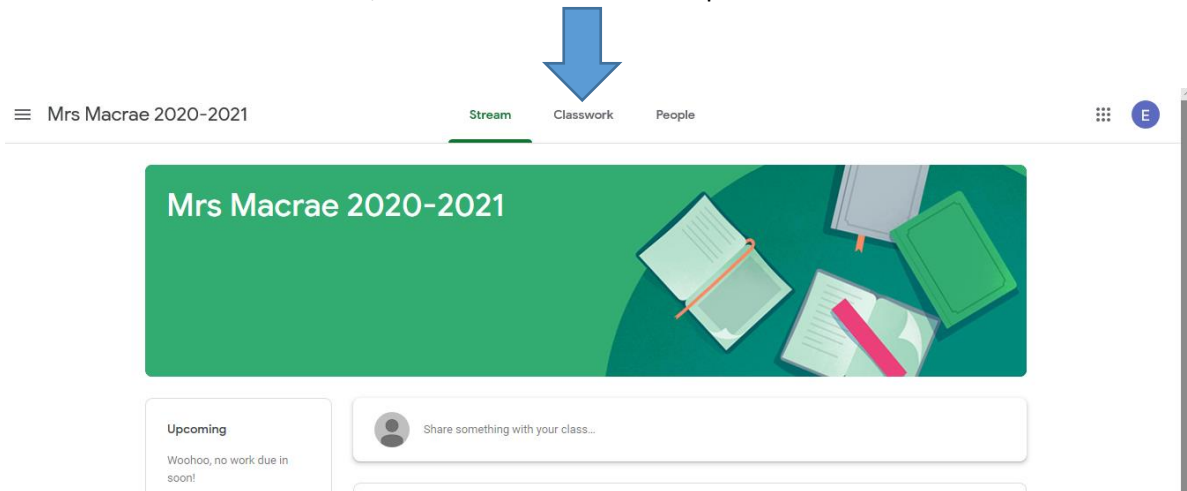 Mrs Macrae 2020-2021
Stream Classwork People
E
Mrs Macrae 2020-2021
Upcoming
Woohoo, no work due in
soon!
Share something with your class...